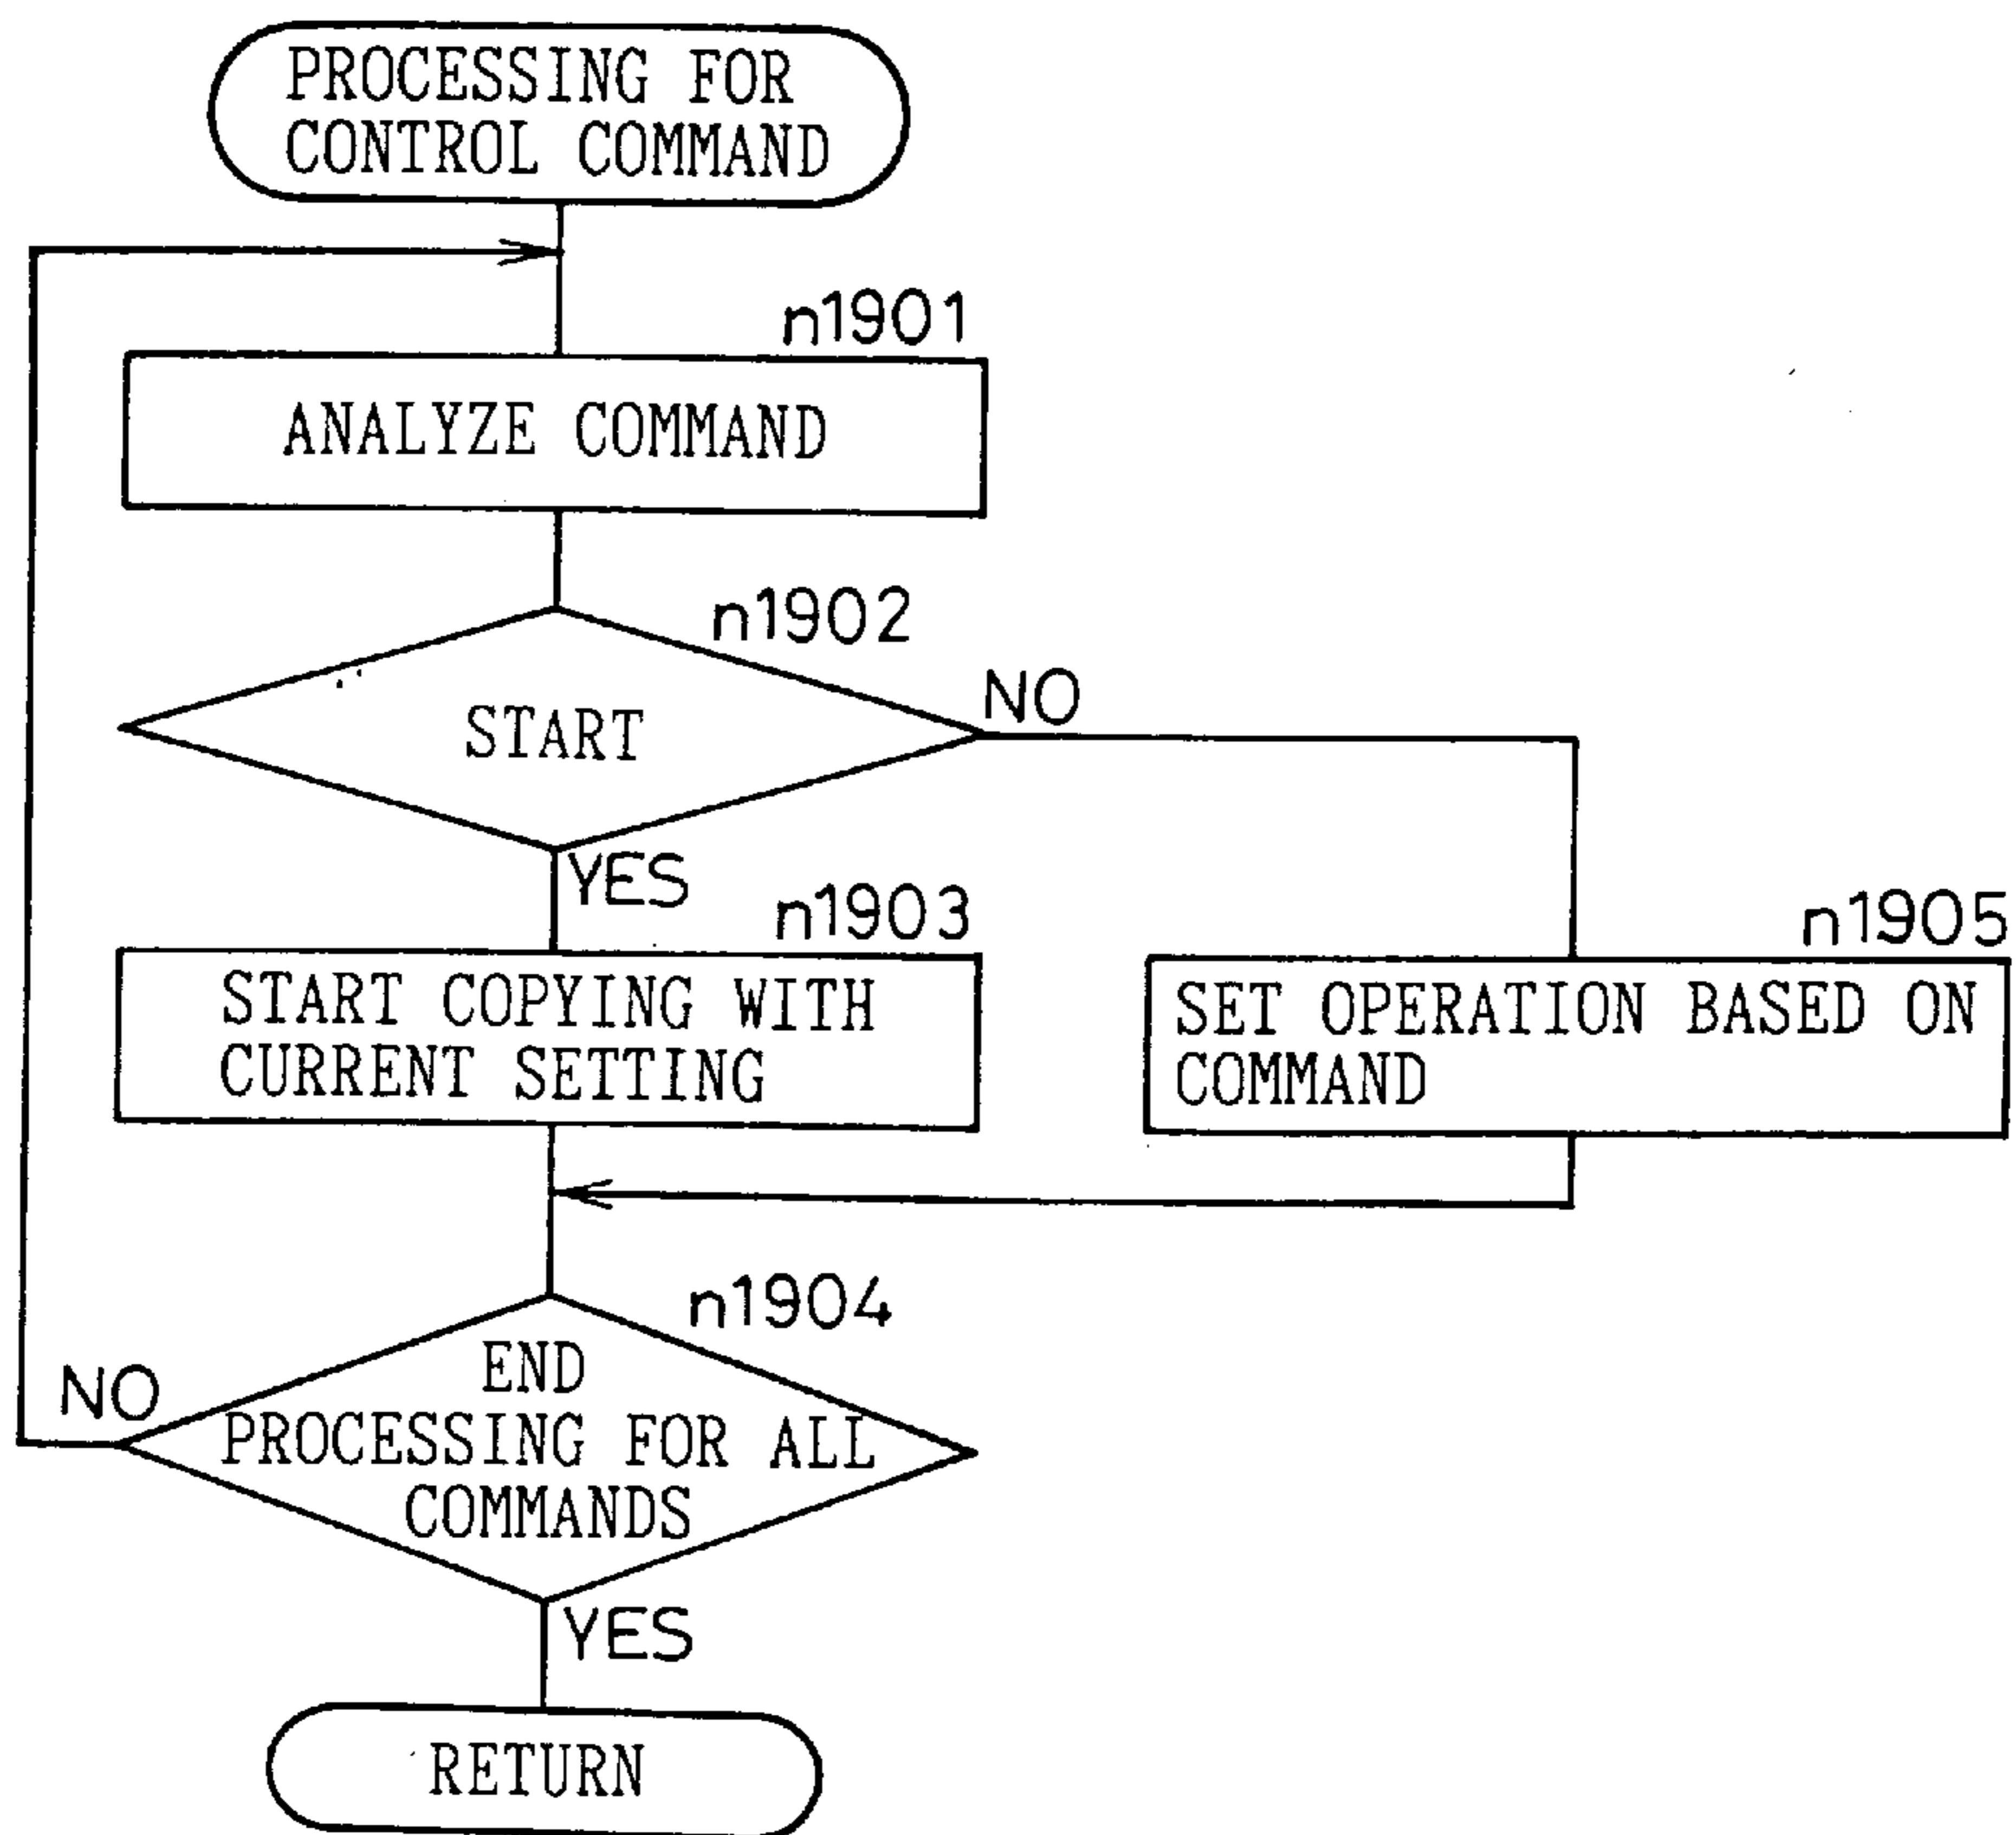 PROCESSING FOR
CONTROL COMMAND
n1901
ANALYZE COMMAND
n1902
START
NO
YES
n1903
START COPYING WITH
CURRENT SETTING
n1905
SET OPERATION BASED ON
COMMAND
n1904
END
PROCESSING FOR ALL
COMMANDS
NO
YES
RETURN